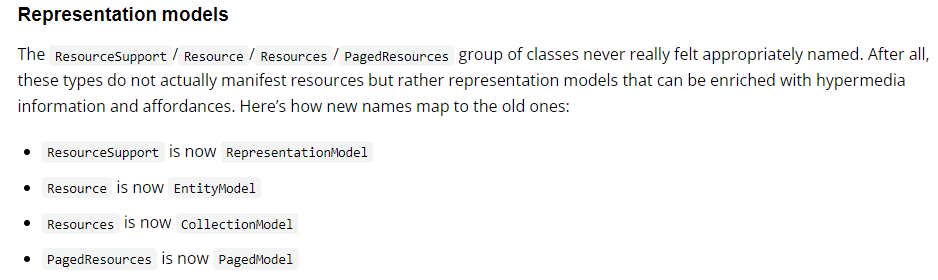 Representation models
The ResourceSupport / Resource / Resources / PagedResources group of classes never really felt appropriately named. After all,
these types do not actually manifest resources but rather representation models that can be enriched with hypermedia
information and affordances. Here’s how new names map to the old ones:
• ResourceSupport is now RepresentationModel
• Resource is now EntityModel
• Resources is now CollectionModel
• PagedResources is now PagedModel